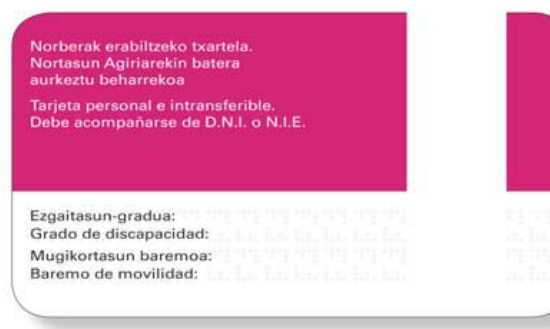 Norberak erabiltzeko txartela.
Nortasun Agiriarekin batera
aurkeztu beharrekoa
Tarjeta personal e intransferible.
Debe acompañarse de D.N.I. o N.I.E.
Ezgaitasun-gradua:
Grado de discapacidad:
Mugikortasun baremoa:
Baremo de movilidad: